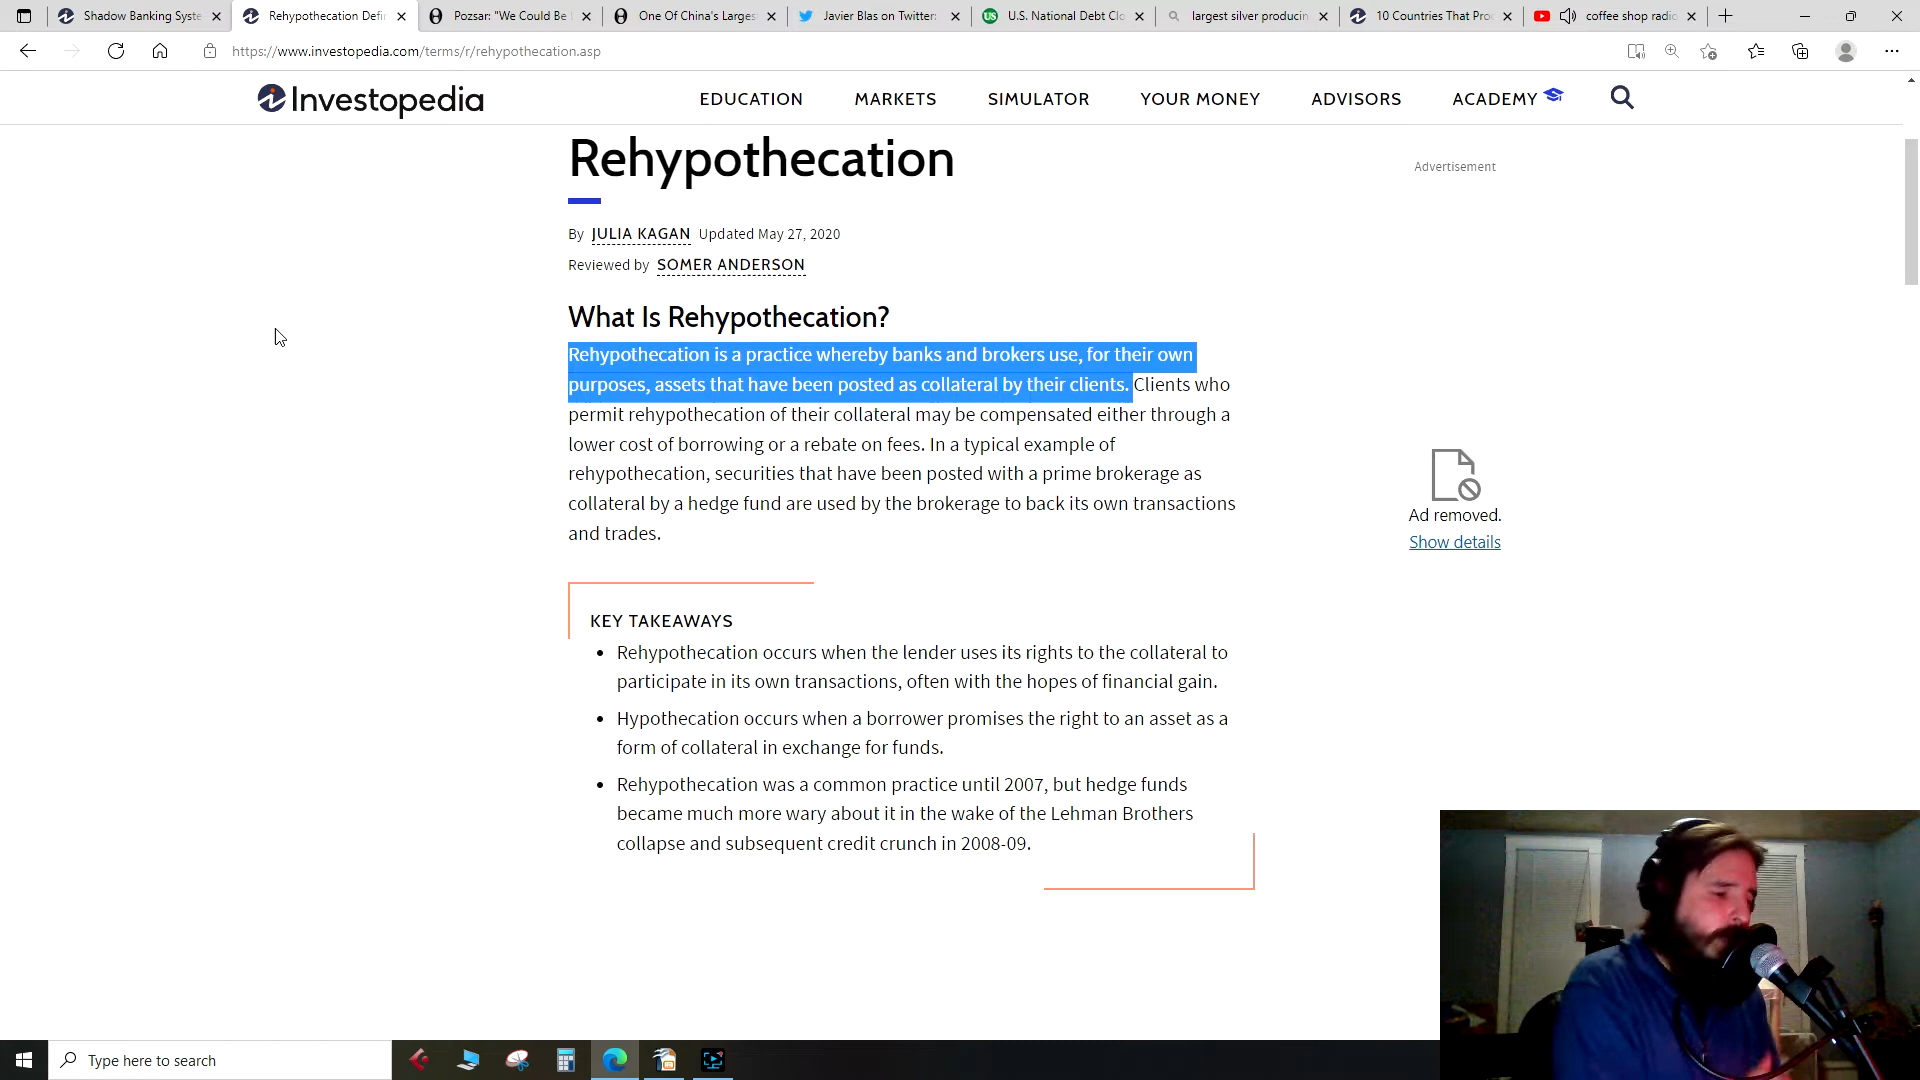 Shadow Banking Syste
Rehypothecation Defi
Pozsar: "We Could Be
One Of China's Larges
Javier Blas on Twitter:
U.S. National Debt Clo
largest silver producin
10 Countries That Pro
coffee shop radio
https://www.investopedia.com/terms/r/rehypothecation.asp
Investopedia
EDUCATION
MARKETS
SIMULATOR
YOUR MONEY
ADVISORS
ACADEMY
Rehypothecation
Advertisement
By JULIA KAGAN Updated May 27, 2020
Reviewed by SOMER ANDERSON
What Is Rehypothecation?
Rehypothecation is a practice whereby banks and brokers use, for their own
purposes, assets that have been posted as collateral by their clients. Clients who
permit rehypothecation of their collateral may be compensated either through a
lower cost of borrowing or a rebate on fees. In a typical example of
rehypothecation, securities that have been posted with a prime brokerage as
collateral by a hedge fund are used by the brokerage to back its own transactions
and trades.
Ad removed.
Show details
KEY TAKEAWAYS
• Rehypothecation occurs when the lender uses its rights to the collateral to
participate in its own transactions, often with the hopes of financial gain.
• Hypothecation occurs when a borrower promises the right to an asset as a
form of collateral in exchange for funds.
• Rehypothecation was a common practice until 2007, but hedge funds
became much more wary about it in the wake of the Lehman Brothers
collapse and subsequent credit crunch in 2008-09.
Type here to search